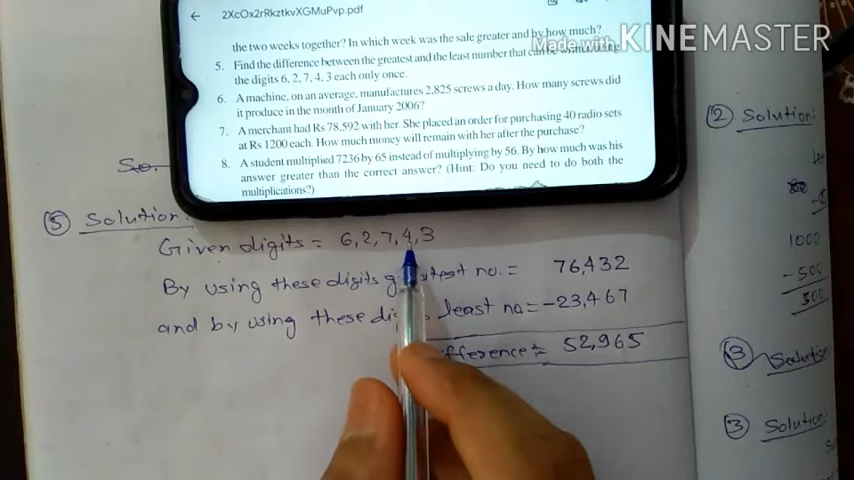 2XcOx2rRkztkvXGMuPvp.pdf
Made with KINEMASTER
the two weeks together? In which week was the sale greater and by how much?
5. Find the difference between the greatest and the least number that can be written using
the digits 6, 2, 7, 4, 3 each only once.
6. A machine, on an average, manufactures 2,825 screws a day. How many screws did
it produce in the month of January 2006?
7. A merchant had Rs 78,592 with her. She placed an order for purchasing 40 radio sets
at Rs 1200 each. How much money will remain with her after the purchase?
8. A student multiplied 7236 by 65 instead of multiplying by 56. By how much was his
answer greater than the correct answer? (Hint: Do you need to do both the
multiplications?)
So.
5 Solution:
Given digits = 6,2,7,4,3
By using these digits no. = 76,432
and by using these least no = -23,467
= 52,965
2 Solution:
1000
- 500
500
3 Solution
3 Solution: